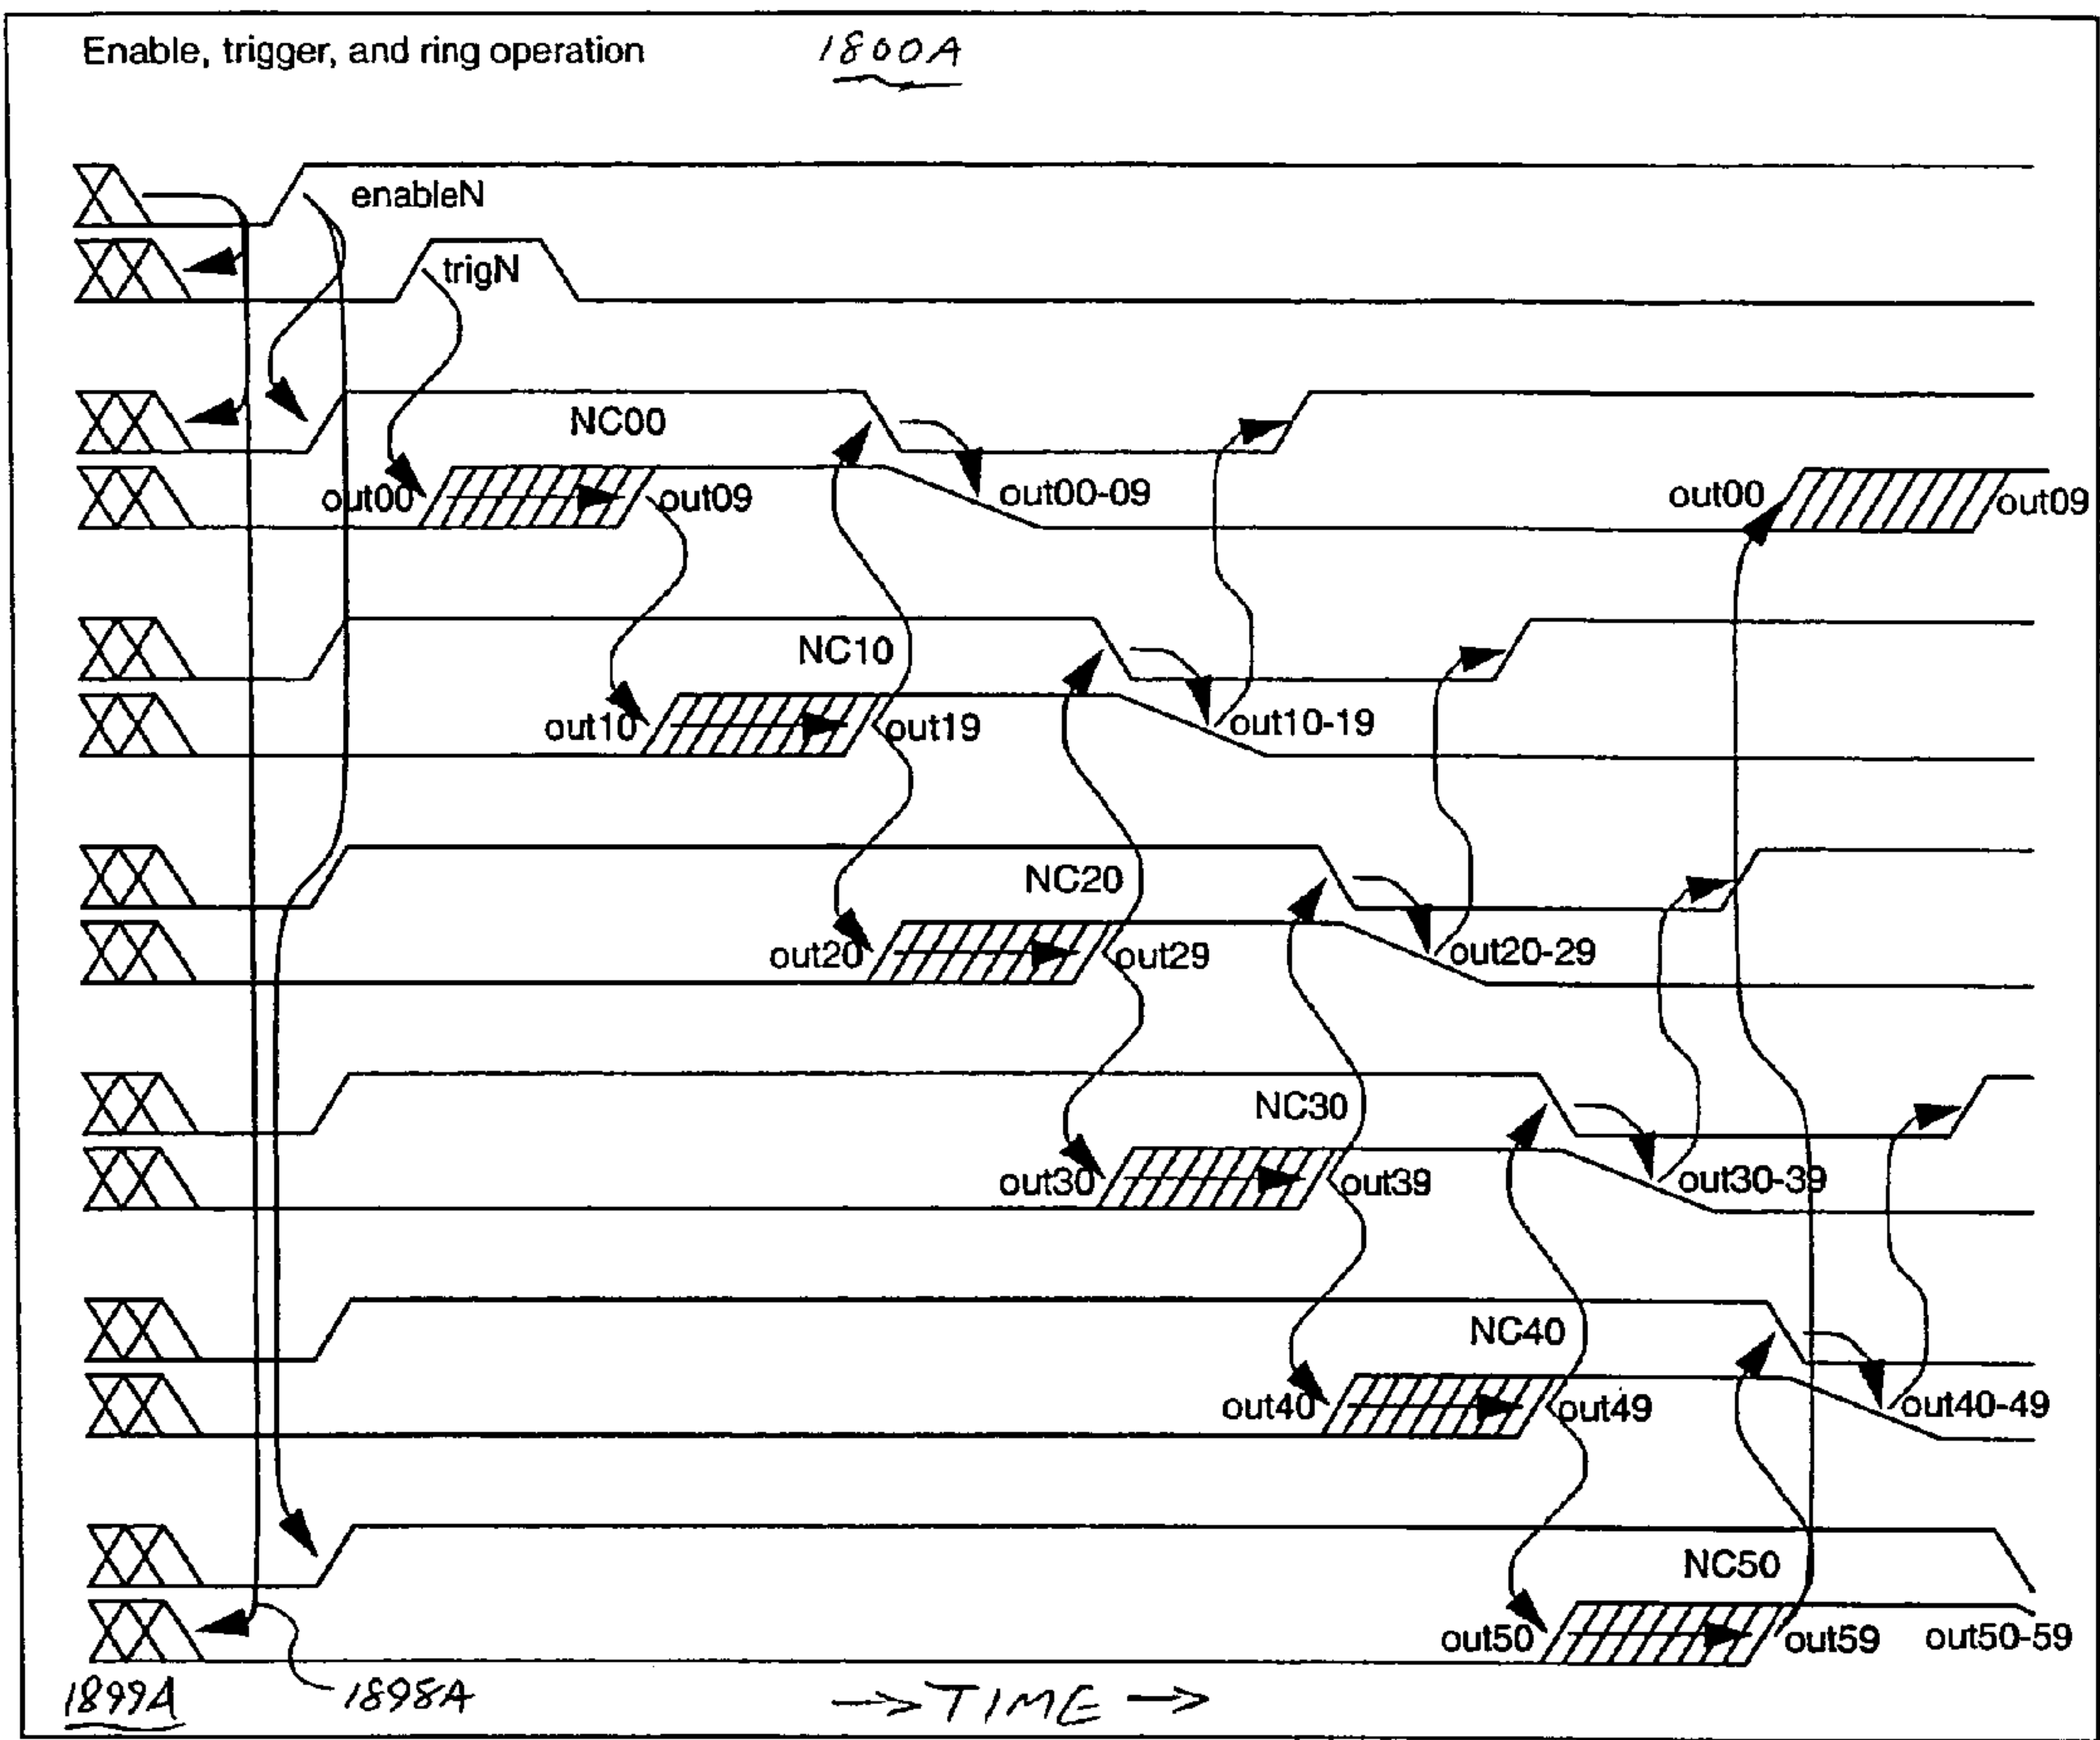 Enable, trigger, and ring operation 1800A
enableN
trigN
NC00
out00 out09 out00-09 out00 out09
NC10
out10 out19 out10-19
NC20
out20 out29 out20-29
NC30
out30 out39 out30-39
NC40
out40 out49 out40-49
NC50
out50 out59 out50-59
1899A 1898A → TIME →